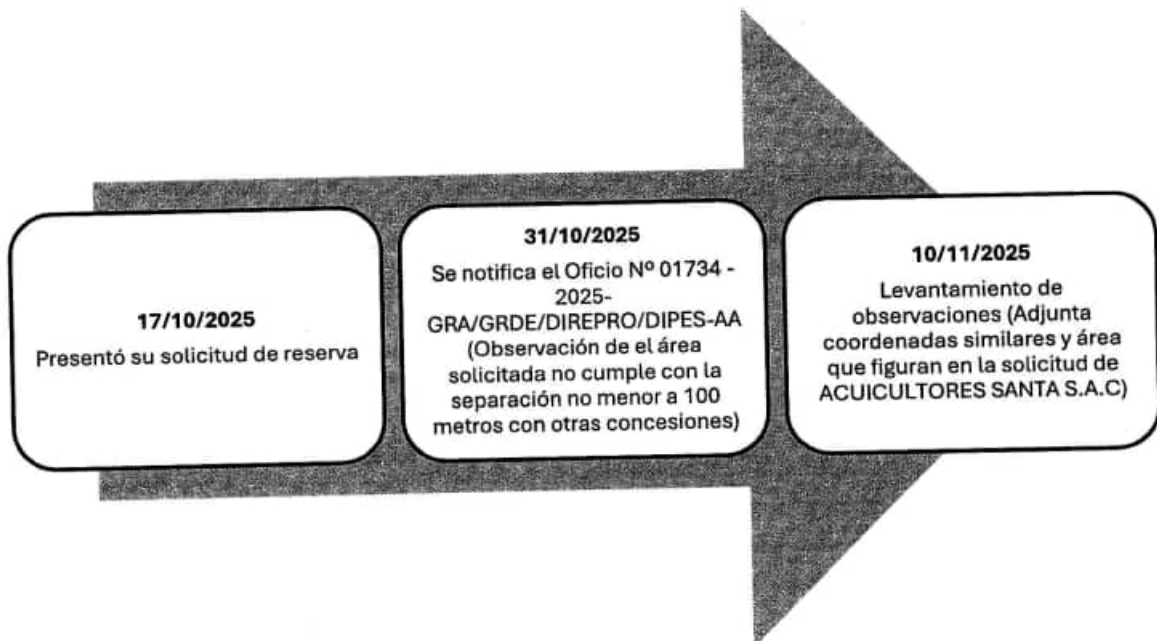 17/10/2025
Presentó su solicitud de reserva
31/10/2025
Se notifica el Oficio Nº 01734 -
2025-
GRA/GRDE/DIREPRO/DIPES-AA
(Observación de el área
solicitada no cumple con la
separación no menor a 100
metros con otras concesiones)
10/11/2025
Levantamiento de
observaciones (Adjunta
coordenadas similares y área
que figuran en la solicitud de
ACUICULTORES SANTA S.A.C)